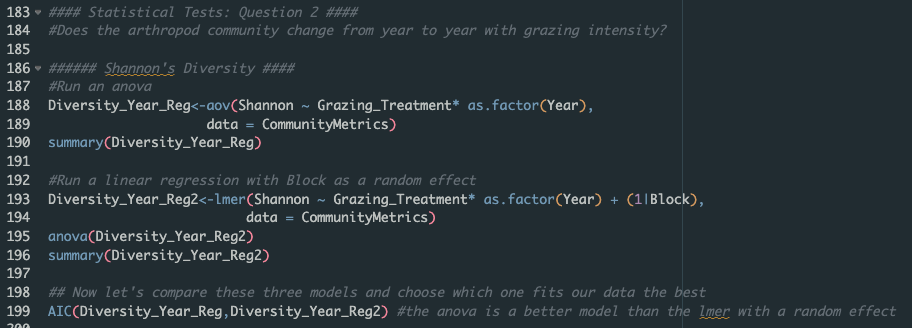 183 #### Statistical Tests: Question 2 ####
184 #Does the arthropod community change from year to year with grazing intensity?
185
186 ###### Shannon's Diversity ####
187 #Run an anova
188 Diversity_Year_Reg<-aov(Shannon ~ Grazing_Treatment* as.factor(Year),
189 data = CommunityMetrics)
190 summary(Diversity_Year_Reg)
191
192 #Run a linear regression with Block as a random effect
193 Diversity_Year_Reg2<-lmer(Shannon ~ Grazing_Treatment* as.factor(Year) + (1|Block),
194 data = CommunityMetrics)
195 anova(Diversity_Year_Reg2)
196 summary(Diversity_Year_Reg2)
197
198 ## Now let's compare these three models and choose which one fits our data the best
199 AIC(Diversity_Year_Reg,Diversity_Year_Reg2) #the anova is a better model than the lmer with a random effect
200